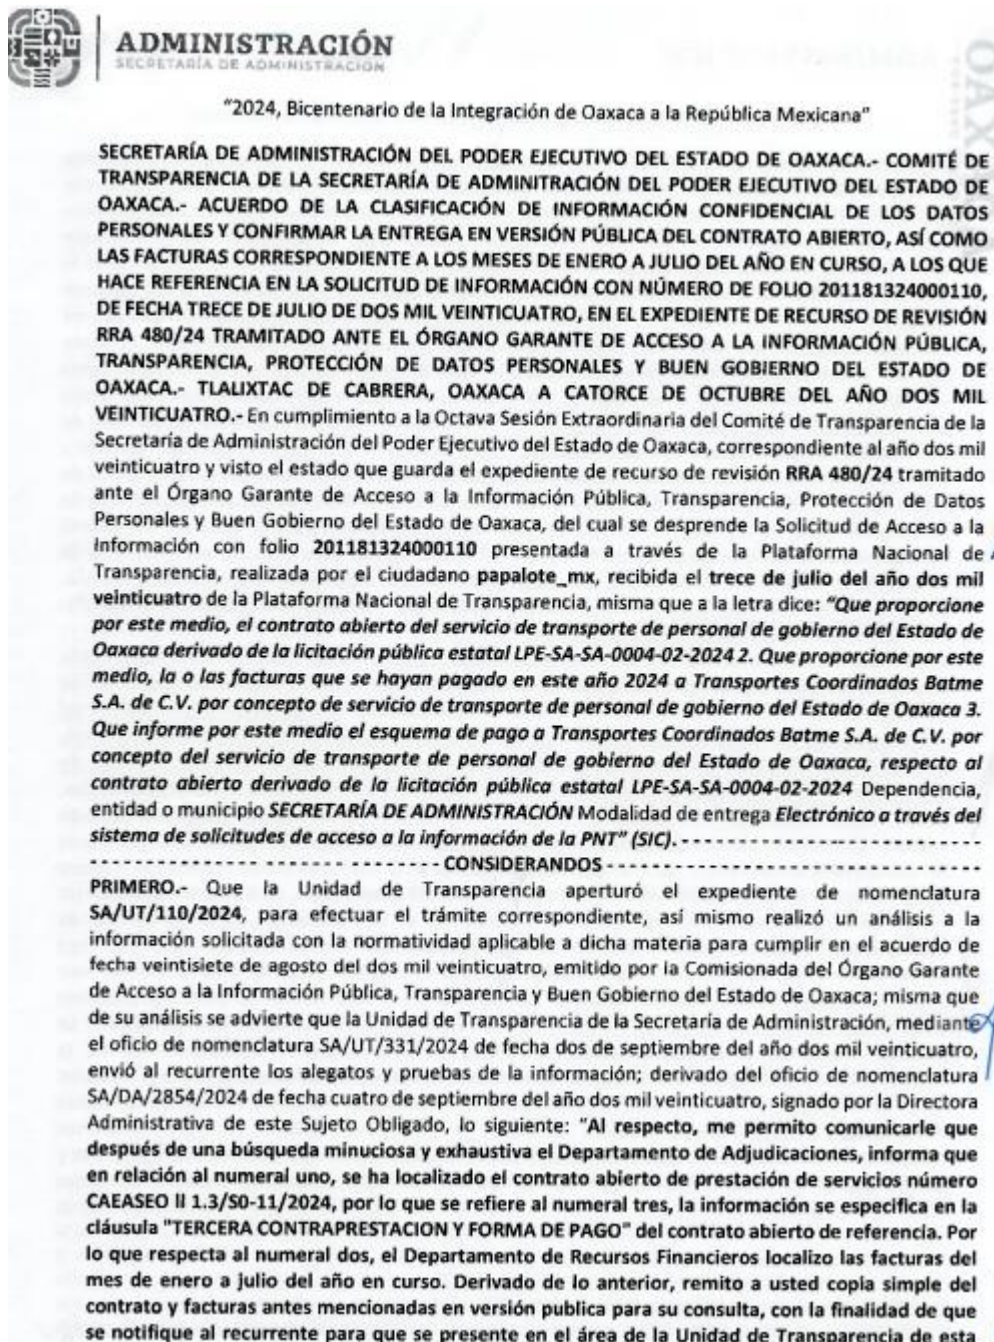 ADMINISTRACIÓN
SECRETARÍA DE ADMINISTRACIÓN
OAX
"2024, Bicentenario de la Integración de Oaxaca a la República Mexicana"
SECRETARÍA DE ADMINISTRACIÓN DEL PODER EJECUTIVO DEL ESTADO DE OAXACA.- COMITÉ DE
TRANSPARENCIA DE LA SECRETARÍA DE ADMINITRACIÓN DEL PODER EJECUTIVO DEL ESTADO DE
OAXACA.- ACUERDO DE LA CLASIFICACIÓN DE INFORMACIÓN CONFIDENCIAL DE LOS DATOS
PERSONALES Y CONFIRMAR LA ENTREGA EN VERSIÓN PÚBLICA DEL CONTRATO ABIERTO, ASÍ COMO
LAS FACTURAS CORRESPONDIENTE A LOS MESES DE ENERO A JULIO DEL AÑO EN CURSO, A LOS QUE
HACE REFERENCIA EN LA SOLICITUD DE INFORMACIÓN CON NÚMERO DE FOLIO 201181324000110,
DE FECHA TRECE DE JULIO DE DOS MIL VEINTICUATRO, EN EL EXPEDIENTE DE RECURSO DE REVISIÓN
RRA 480/24 TRAMITADO ANTE EL ÓRGANO GARANTE DE ACCESO A LA INFORMACIÓN PÚBLICA,
TRANSPARENCIA, PROTECCIÓN DE DATOS PERSONALES Y BUEN GOBIERNO DEL ESTADO DE
OAXACA.- TLALIXTAC DE CABRERA, OAXACA A CATORCE DE OCTUBRE DEL AÑO DOS MIL
VEINTICUATRO.- En cumplimiento a la Octava Sesión Extraordinaria del Comité de Transparencia de la
Secretaría de Administración del Poder Ejecutivo del Estado de Oaxaca, correspondiente al año dos mil
veinticuatro y visto el estado que guarda el expediente de recurso de revisión RRA 480/24 tramitado
ante el Órgano Garante de Acceso a la Información Pública, Transparencia, Protección de Datos
Personales y Buen Gobierno del Estado de Oaxaca, del cual se desprende la Solicitud de Acceso a la
Información con folio 201181324000110 presentada a través de la Plataforma Nacional de
Transparencia, realizada por el ciudadano papalote_mx, recibida el trece de julio del año dos mil
veinticuatro de la Plataforma Nacional de Transparencia, misma que a la letra dice: "Que proporcione
por este medio, el contrato abierto del servicio de transporte de personal de gobierno del Estado de
Oaxaca derivado de la licitación pública estatal LPE-SA-SA-0004-02-2024 2. Que proporcione por este
medio, la o las facturas que se hayan pagado en este año 2024 a Transportes Coordinados Batme
S.A. de C.V. por concepto de servicio de transporte de personal de gobierno del Estado de Oaxaca 3.
Que informe por este medio el esquema de pago a Transportes Coordinados Batme S.A. de C.V. por
concepto del servicio de transporte de personal de gobierno del Estado de Oaxaca, respecto al
contrato abierto derivado de la licitación pública estatal LPE-SA-SA-0004-02-2024 Dependencia,
entidad o municipio SECRETARÍA DE ADMINISTRACIÓN Modalidad de entrega Electrónico a través del
sistema de solicitudes de acceso a la información de la PNT" (SIC). - - - - - - - - - - - - - - - - - - - - - - - - - -
- - - - - - - - - - - - - - - - - - - - - - - - - - - - - CONSIDERANDOS - - - - - - - - - - - - - - - - - - - - - - - - - - - - - - - -
PRIMERO.- Que la Unidad de Transparencia aperturó el expediente de nomenclatura
SA/UT/110/2024, para efectuar el trámite correspondiente, así mismo realizó un análisis a la
información solicitada con la normatividad aplicable a dicha materia para cumplir en el acuerdo de
fecha veintisiete de agosto del dos mil veinticuatro, emitido por la Comisionada del Órgano Garante
de Acceso a la Información Pública, Transparencia y Buen Gobierno del Estado de Oaxaca; misma que
de su análisis se advierte que la Unidad de Transparencia de la Secretaría de Administración, mediante
el oficio de nomenclatura SA/UT/331/2024 de fecha dos de septiembre del año dos mil veinticuatro,
envió al recurrente los alegatos y pruebas de la información; derivado del oficio de nomenclatura
SA/DA/2854/2024 de fecha cuatro de septiembre del año dos mil veinticuatro, signado por la Directora
Administrativa de este Sujeto Obligado, lo siguiente: "Al respecto, me permito comunicarle que
después de una búsqueda minuciosa y exhaustiva el Departamento de Adjudicaciones, informa que
en relación al numeral uno, se ha localizado el contrato abierto de prestación de servicios número
CAEASEO II 1.3/S0-11/2024, por lo que se refiere al numeral tres, la información se especifica en la
cláusula "TERCERA CONTRAPRESTACION Y FORMA DE PAGO" del contrato abierto de referencia. Por
lo que respecta al numeral dos, el Departamento de Recursos Financieros localizo las facturas del
mes de enero a julio del año en curso. Derivado de lo anterior, remito a usted copia simple del
contrato y facturas antes mencionadas en versión publica para su consulta, con la finalidad de que
se notifique al recurrente para que se presente en el área de la Unidad de Transparencia de esta